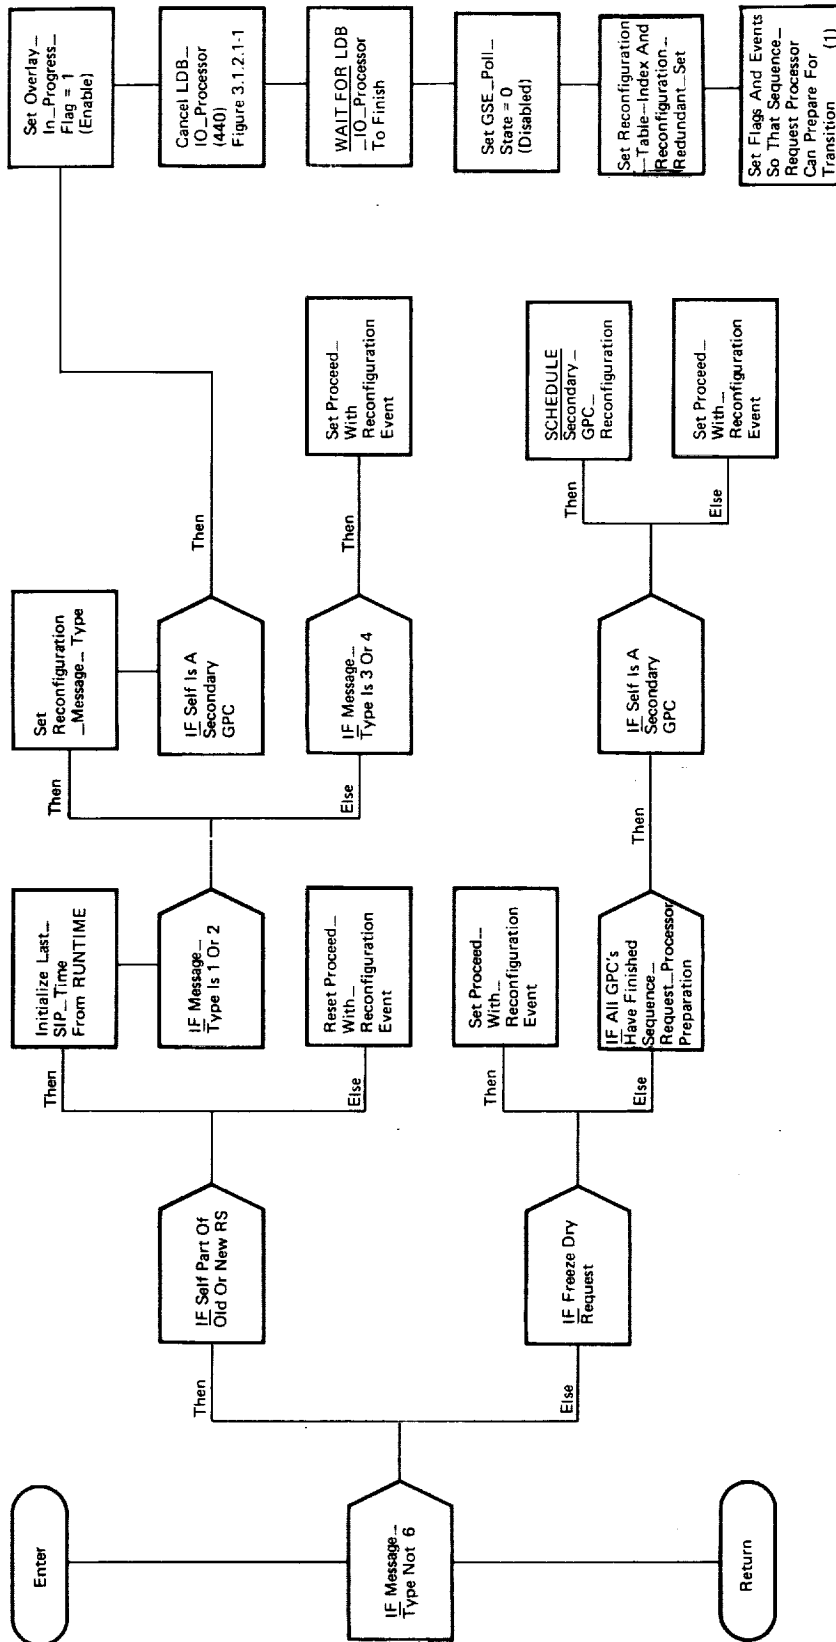 Enter
IF Message_
Type Not 6
Return
Then
IF Self Part Of
Old Or New RS
Then
Initialize Last_
SIP_Time
From RUNTIME
IF Message_
Type Is 1 Or 2
Then
Set
Reconfiguration
_Message_Type
IF Self Is A
Secondary
GPC
Then
Set Overlay_
In_Progress_
Flag = 1
(Enable)
Cancel LDB_
IO_Processor
(440)
Figure 3.1.2.1-1
WAIT FOR LDB
_IO_Processor
To Finish
Set GSE_Poll_
State = 0
(Disabled)
Set Reconfiguration
_Table_Index And
Reconfiguration_
Redundant_Set
Set Flags And Events
So That Sequence_
Request Processor
Can Prepare For
Transition (1)
Else
IF Message_
Type Is 3 Or 4
Then
Set Proceed_
With
Reconfiguration
Event
Else
Reset Proceed_
With_
Reconfiguration
Event
Else
IF Freeze Dry
Request
Then
Set Proceed_
With_
Reconfiguration
Event
Else
IF All GPC's
Have Finished
Sequence_
Request_Processor
Preparation
Then
IF Self Is A
Secondary
GPC
Then
SCHEDULE
Secondary_
GPC_
Reconfiguration
Else
Set Proceed_
With_
Reconfiguration
Event